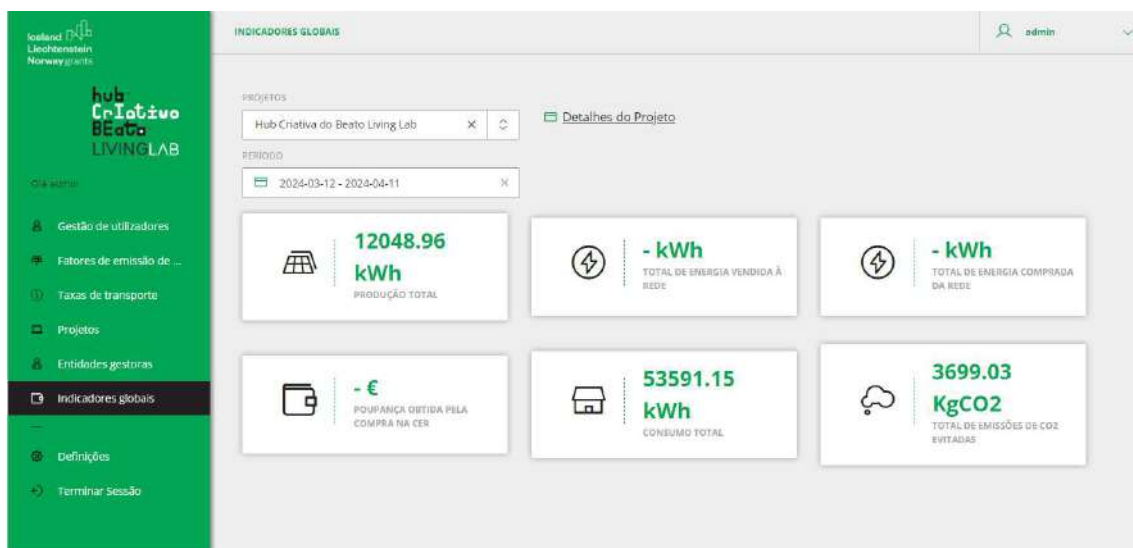 Iceland
Liechtenstein
Norway grants
hub
CrIativo
BEato
LIVINGLAB
Olá admin
Gestão de utilizadores
Fatores de emissão de ...
Taxas de transporte
Projetos
Entidades gestoras
Indicadores globais
Definições
Terminar Sessão
INDICADORES GLOBAIS
admin
PROJETOS
Hub Criativa do Beato Living Lab
Detalhes do Projeto
PERÍODO
2024-03-12 - 2024-04-11
12048.96
kWh
PRODUÇÃO TOTAL
- kWh
TOTAL DE ENERGIA VENDIDA À
REDE
- kWh
TOTAL DE ENERGIA COMPRADA
DA REDE
- €
POUPANÇA OBTIDA PELA
COMPRA NA CER
53591.15
kWh
CONSUMO TOTAL
3699.03
KgCO2
TOTAL DE EMISSÕES DE CO2
EVITADAS